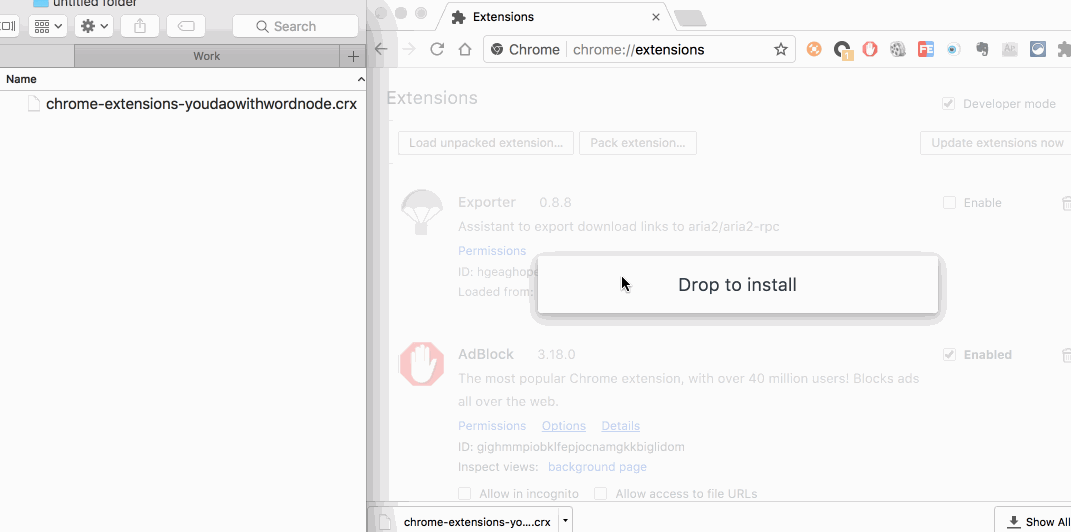 untitled folder
Search
Work
Name
chrome-extensions-youdaowithwordnode.crx
Extensions
Chrome
chrome://extensions
1
FE
Extensions
Developer mode
Load unpacked extension...
Pack extension...
Update extensions now
Exporter
0.8.8
Enable
Assistant to export download links to aria2/aria2-rpc
Permissions
ID: hgeaghope
Loaded from:
Drop to install
AdBlock
3.18.0
Enabled
The most popular Chrome extension, with over 40 million users! Blocks ads
all over the web.
Permissions
Options
Details
ID: gighmmpiobklfepjocnamgkkbiglidom
Inspect views:
background page
Allow in incognito
Allow access to file URLs
chrome-extensions-yo....crx
Show All